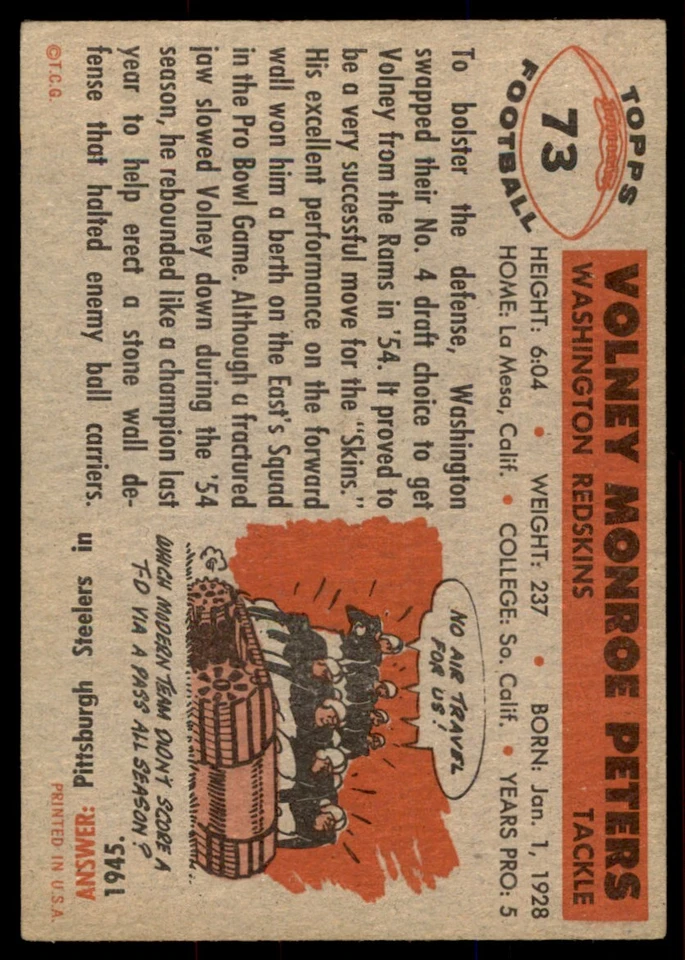 TOPPS
73
FOOTBALL
VOLNEY MONROE PETERS
WASHINGTON REDSKINS TACKLE
HEIGHT: 6:04 • WEIGHT: 237 • BORN: Jan. 1, 1928
HOME: La Mesa, Calif. • COLLEGE: So. Calif. • YEARS PRO: 5
To bolster the defense, Washington
swapped their No. 4 draft choice to get
Volney from the Rams in '54. It proved to
be a very successful move for the "Skins."
His excellent performance on the forward
wall won him a berth on the East's Squad
in the Pro Bowl Game. Although a fractured
jaw slowed Volney down during the '54
season, he rebounded like a champion last
year to help erect a stone wall de-
fense that halted enemy ball carriers.
©T.C.G.
NO AIR TRAVEL
FOR US!
WHICH MODERN TEAM DIDN'T SCORE A
T-D VIA A PASS ALL SEASON?
ANSWER: Pittsburgh Steelers in
1945.
PRINTED IN U.S.A.